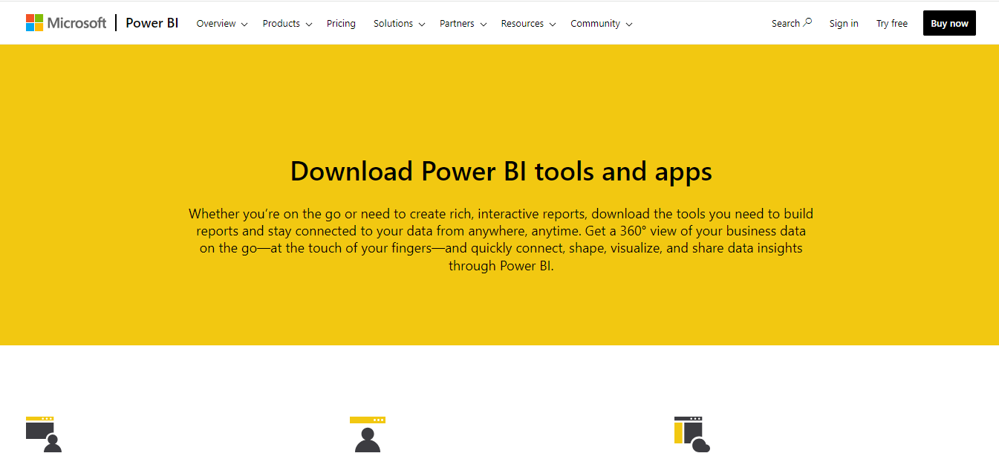 Microsoft Power BI Overview Products Pricing Solutions Partners Resources Community Search Sign in Try free Buy now
Download Power BI tools and apps
Whether you’re on the go or need to create rich, interactive reports, download the tools you need to build
reports and stay connected to your data from anywhere, anytime. Get a 360° view of your business data
on the go—at the touch of your fingers—and quickly connect, shape, visualize, and share data insights
through Power BI.